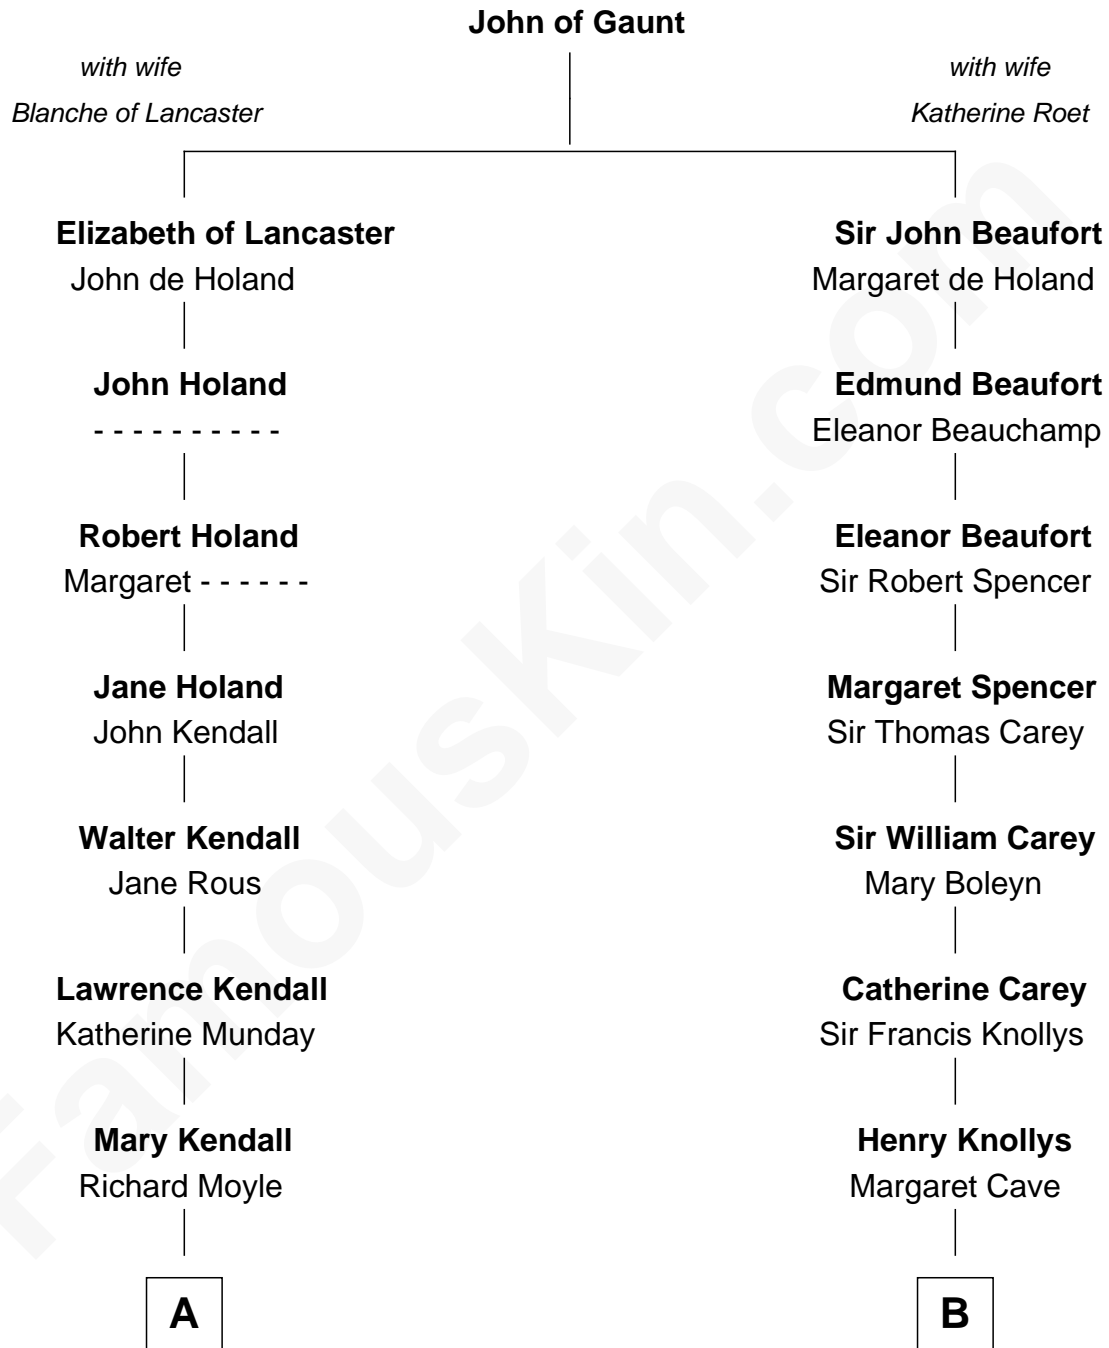 John of Gaunt
with wife
Blanche of Lancaster
with wife
Katherine Roet
Elizabeth of Lancaster
John de Holand
Sir John Beaufort
Margaret de Holand
John Holand
- - - - - - - - - -
Edmund Beaufort
Eleanor Beauchamp
Robert Holand
Margaret - - - - - -
Eleanor Beaufort
Sir Robert Spencer
Jane Holand
John Kendall
Margaret Spencer
Sir Thomas Carey
Walter Kendall
Jane Rous
Sir William Carey
Mary Boleyn
Lawrence Kendall
Katherine Munday
Catherine Carey
Sir Francis Knollys
Mary Kendall
Richard Moyle
Henry Knollys
Margaret Cave
A
B
FamousKin.com